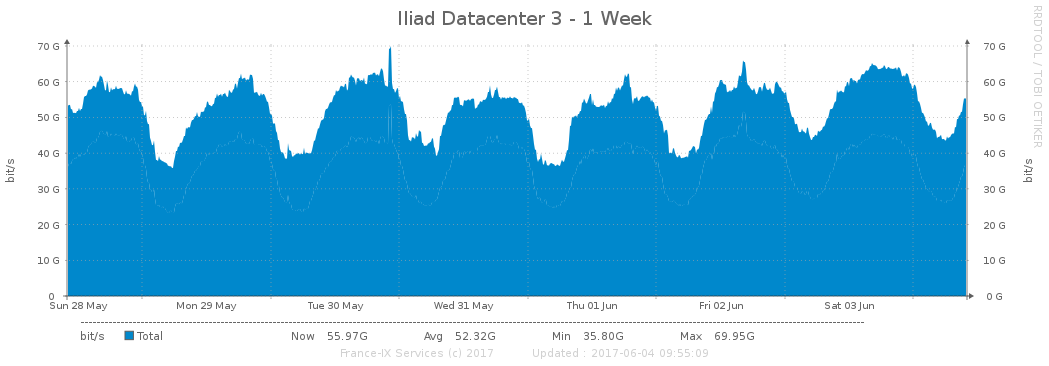 Iliad Datacenter 3 - 1 Week
RRDTOOL / TOBI OETIKER
70 G 70 G
60 G 60 G
50 G 50 G
40 G 40 G
30 G 30 G
20 G 20 G
10 G 10 G
0 0 G
bit/s bit/s
Sun 28 May Mon 29 May Tue 30 May Wed 31 May Thu 01 Jun Fri 02 Jun Sat 03 Jun
bit/s Total Now 55.97G Avg 52.32G Min 35.80G Max 69.95G
France-IX Services (c) 2017 Updated : 2017-06-04 09:55:09